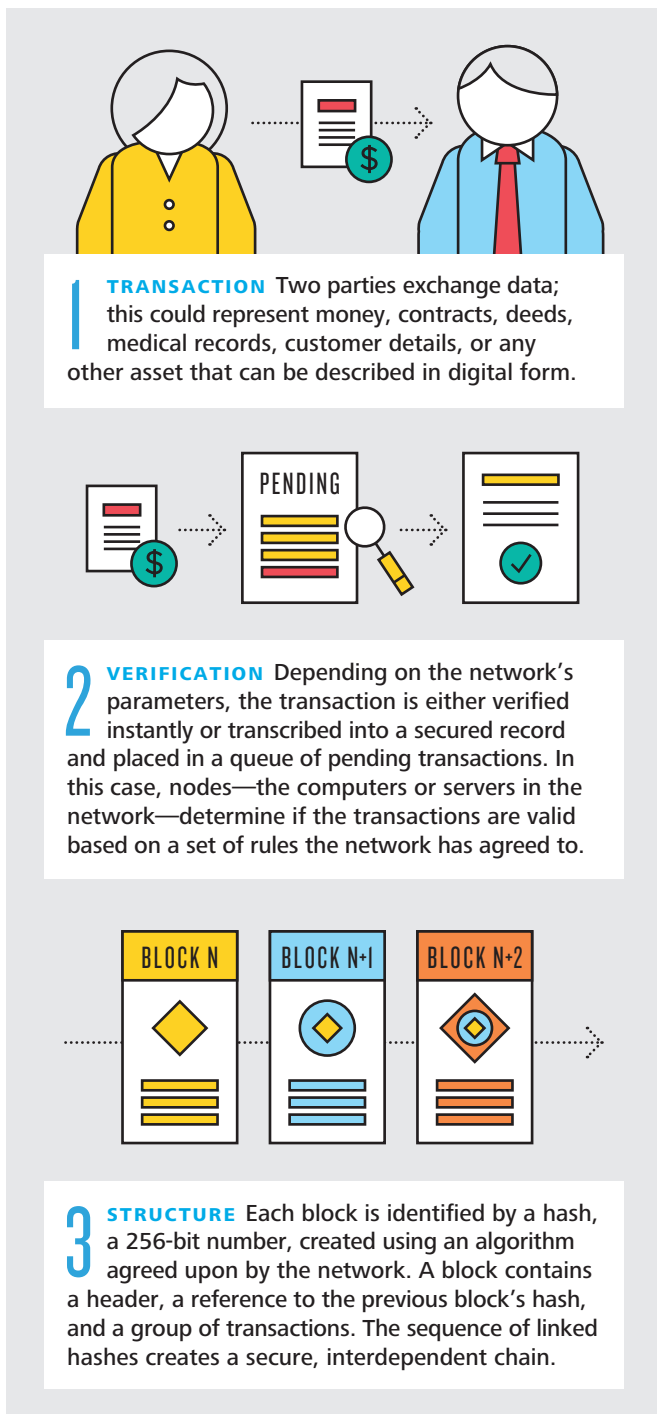 $
1 TRANSACTION Two parties exchange data;
this could represent money, contracts, deeds,
medical records, customer details, or any
other asset that can be described in digital form.
$
PENDING
2 VERIFICATION Depending on the network’s
parameters, the transaction is either verified
instantly or transcribed into a secured record
and placed in a queue of pending transactions. In
this case, nodes—the computers or servers in the
network—determine if the transactions are valid
based on a set of rules the network has agreed to.
BLOCK N BLOCK N+1 BLOCK N+2
3 STRUCTURE Each block is identified by a hash,
a 256-bit number, created using an algorithm
agreed upon by the network. A block contains
a header, a reference to the previous block’s hash,
and a group of transactions. The sequence of linked
hashes creates a secure, interdependent chain.